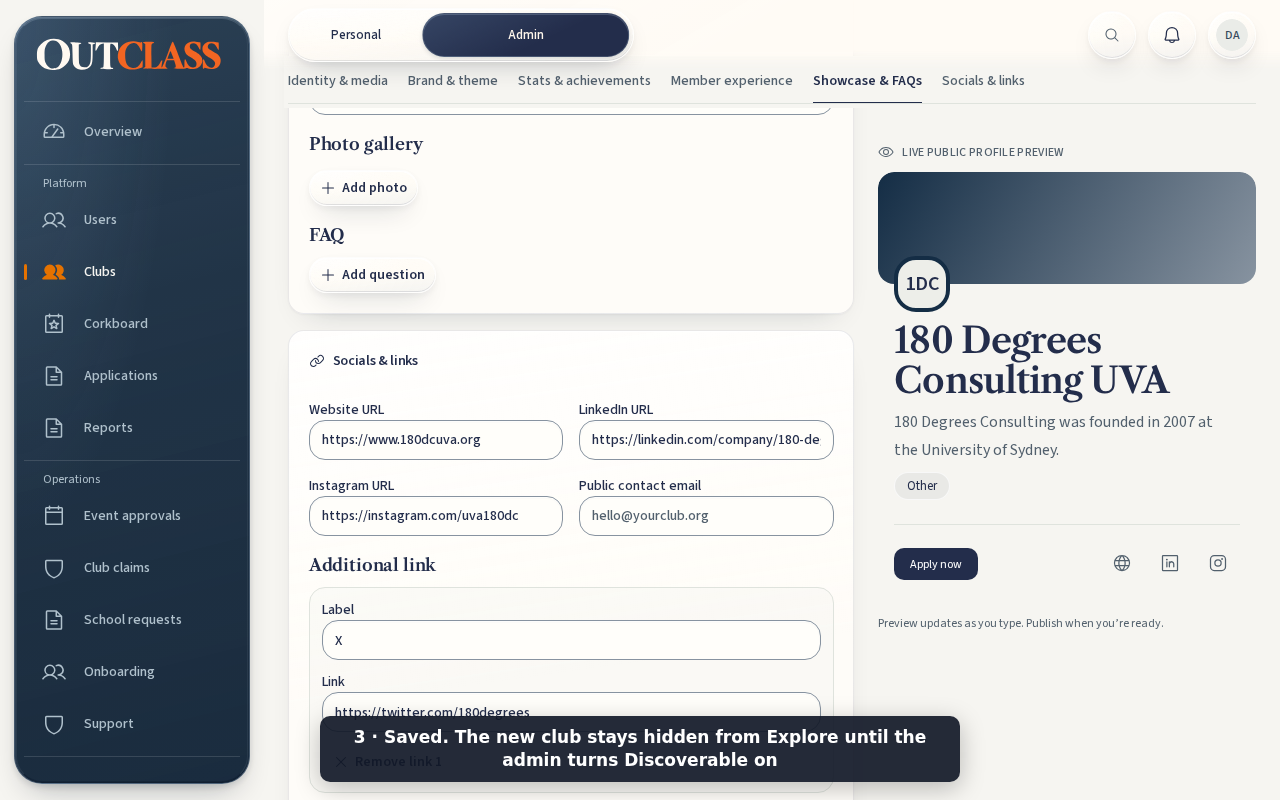 OUTCLASS
Personal
Admin
DA
Identity & media
Brand & theme
Stats & achievements
Member experience
Showcase & FAQs
Socials & links
Overview
Platform
Users
Clubs
Corkboard
Applications
Reports
Operations
Event approvals
Club claims
School requests
Onboarding
Support
Photo gallery
Add photo
FAQ
Add question
Socials & links
Website URL
LinkedIn URL
https://www.180dcuva.org
https://linkedin.com/company/180-de
Instagram URL
Public contact email
https://instagram.com/uva180dc
hello@yourclub.org
Additional link
Label
X
Link
https://twitter.com/180degrees
Remove link 1
LIVE PUBLIC PROFILE PREVIEW
1DC
180 Degrees
Consulting UVA
180 Degrees Consulting was founded in 2007 at
the University of Sydney.
Other
Apply now
Preview updates as you type. Publish when you're ready.
3 · Saved. The new club stays hidden from Explore until the
admin turns Discoverable on